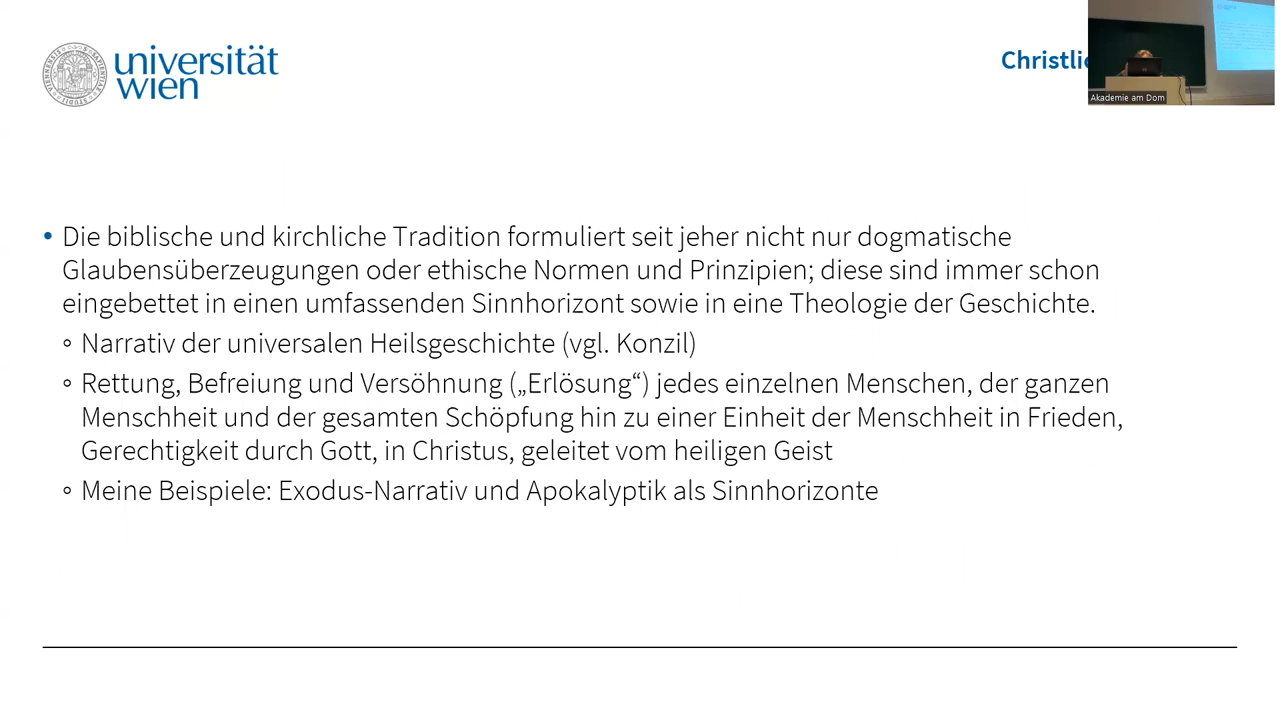 universität
wien
Akademie am Dom
• Die biblische und kirchliche Tradition formuliert seit jeher nicht nur dogmatische
Glaubensüberzeugungen oder ethische Normen und Prinzipien; diese sind immer schon
eingebettet in einen umfassenden Sinnhorizont sowie in eine Theologie der Geschichte.
◦ Narrativ der universalen Heilsgeschichte (vgl. Konzil)
◦ Rettung, Befreiung und Versöhnung („Erlösung“) jedes einzelnen Menschen, der ganzen
Menschheit und der gesamten Schöpfung hin zu einer Einheit der Menschheit in Frieden,
Gerechtigkeit durch Gott, in Christus, geleitet vom heiligen Geist
◦ Meine Beispiele: Exodus-Narrativ und Apokalyptik als Sinnhorizonte